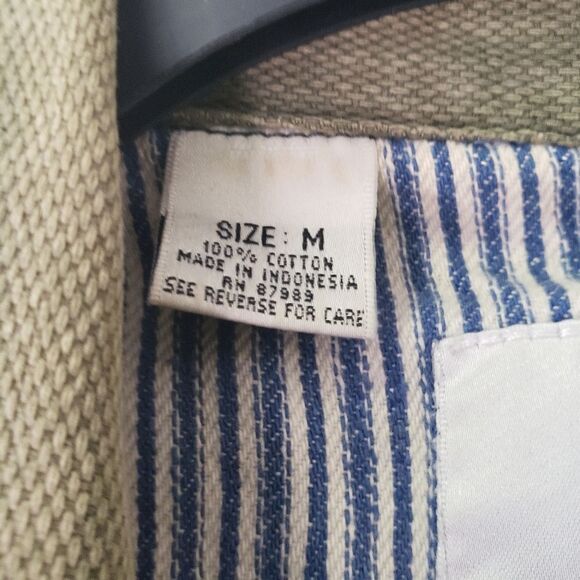 SIZE: M
100% COTTON
MADE IN INDONESIA
RN 87989
SEE REVERSE FOR CARE